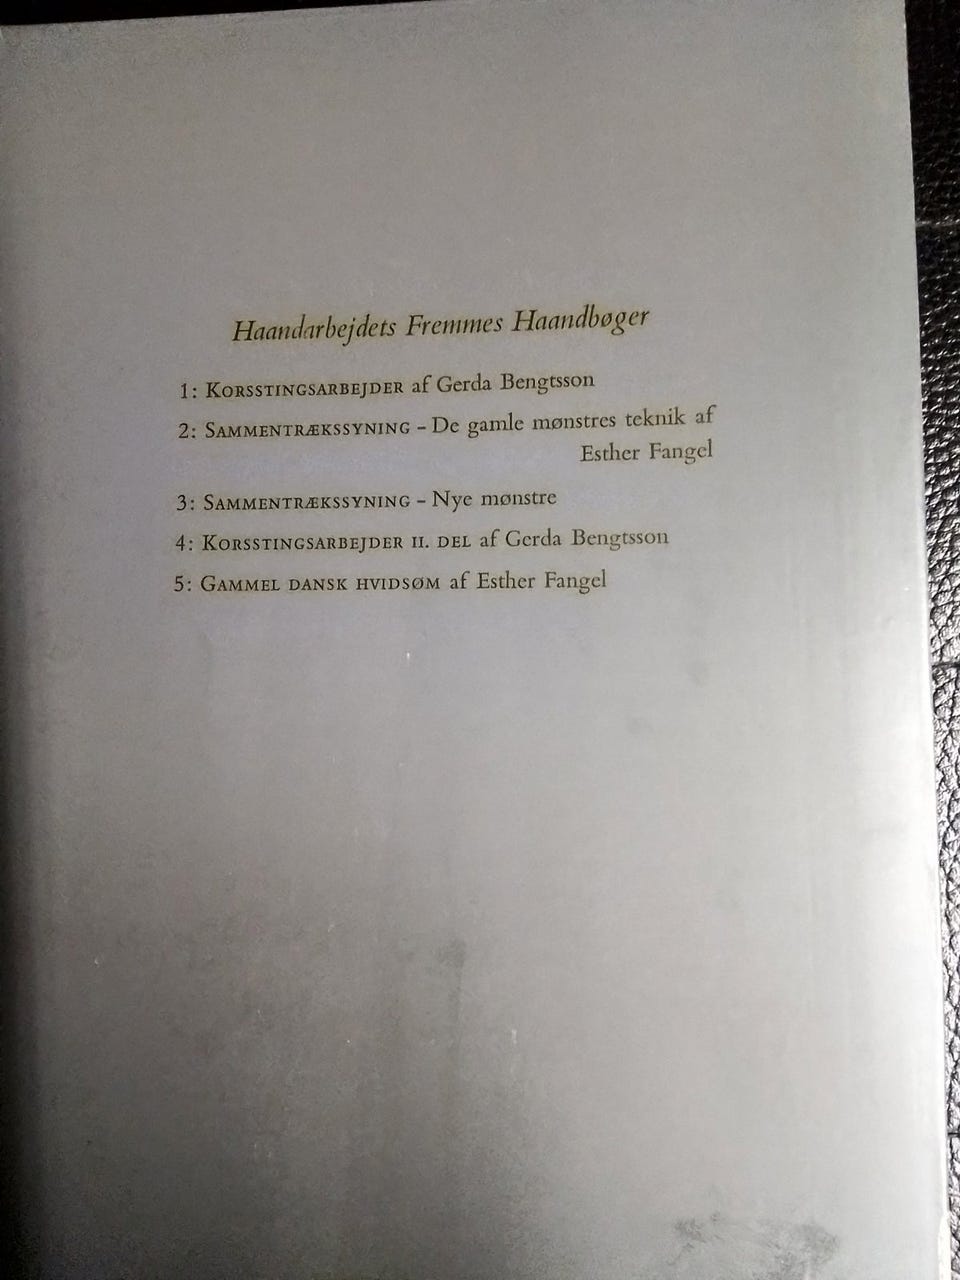 Haandarbejdets Fremmes Haandbøger
1: KORSSTINGSARBEJDER af Gerda Bengtsson
2: SAMMENTRÆKSSYNING – De gamle mønstres teknik af
Esther Fangel
3: SAMMENTRÆKSSYNING – Nye mønstre
4: KORSSTINGSARBEJDER II. DEL af Gerda Bengtsson
5: GAMMEL DANSK HVIDSØM af Esther Fangel